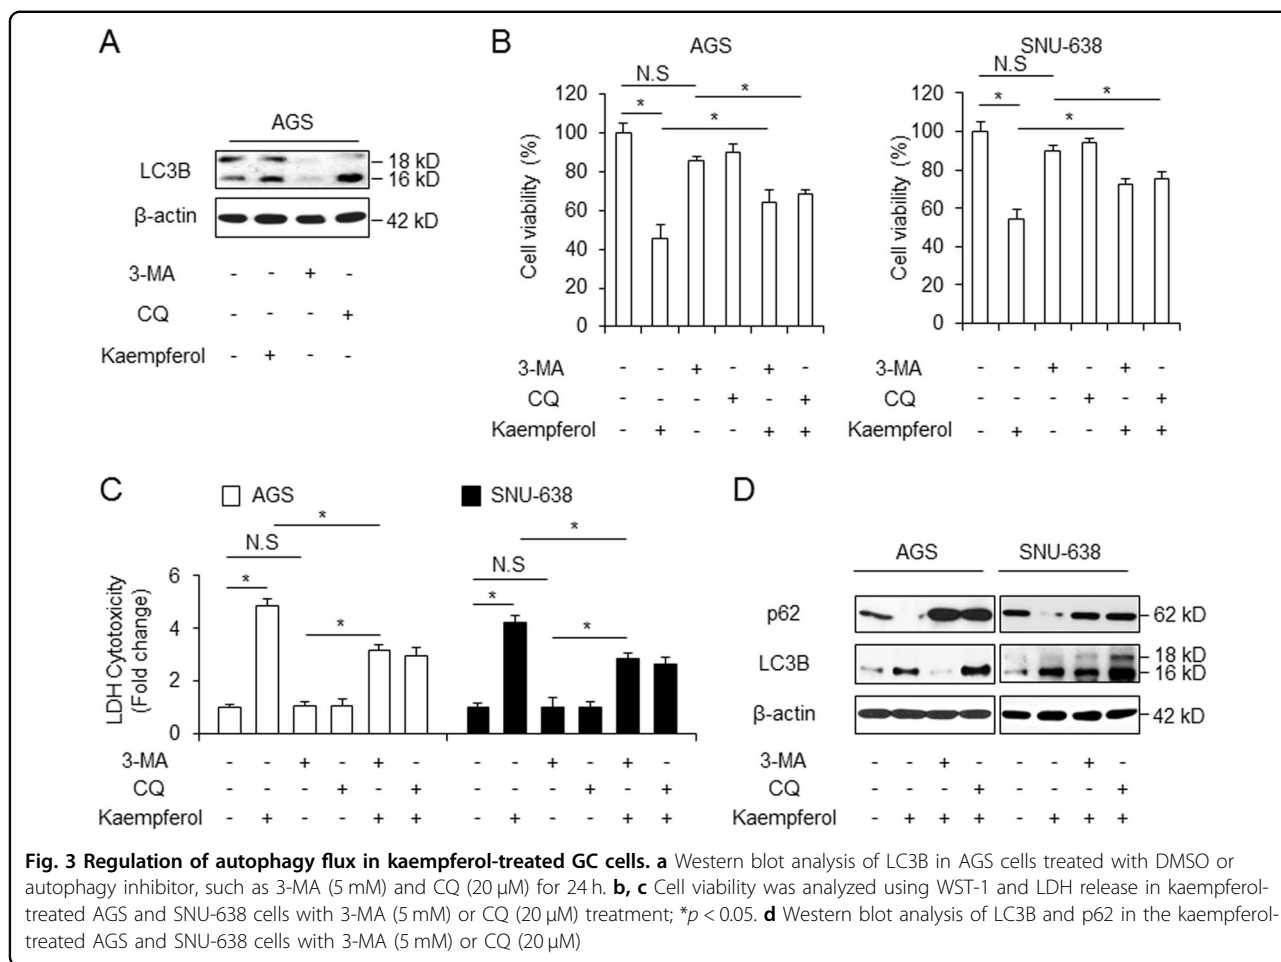 A
AGS
LC3B
18 kD
16 kD
β-actin
42 kD
3-MA - - + -
CQ - - - +
Kaempferol - + - -
B
AGS
N.S
*
*
*
Cell viability (%)
120
100
80
60
40
20
0
3-MA - - + - + -
CQ - - - + - +
Kaempferol - + - - + +
SNU-638
N.S
*
*
*
Cell viability (%)
120
100
80
60
40
20
0
3-MA - - + - + -
CQ - - - + - +
Kaempferol - + - - + +
C
AGS
SNU-638
*
N.S
*
*
*
N.S
*
*
LDH Cytotoxicity
(Fold change)
6
4
2
0
3-MA - - + - + - - - + - + -
CQ - - - + - + - - - + - +
Kaempferol - + - - + + - + - - + +
D
AGS
SNU-638
p62
62 kD
LC3B
18 kD
16 kD
β-actin
42 kD
3-MA - - + - - - + -
CQ - - - + - - - +
Kaempferol - + + + - + + +
Fig. 3 Regulation of autophagy flux in kaempferol-treated GC cells. a Western blot analysis of LC3B in AGS cells treated with DMSO or
autophagy inhibitor, such as 3-MA (5 mM) and CQ (20 μM) for 24 h. b, c Cell viability was analyzed using WST-1 and LDH release in kaempferol-
treated AGS and SNU-638 cells with 3-MA (5 mM) or CQ (20 μM) treatment; *p < 0.05. d Western blot analysis of LC3B and p62 in the kaempferol-
treated AGS and SNU-638 cells with 3-MA (5 mM) or CQ (20 μM)